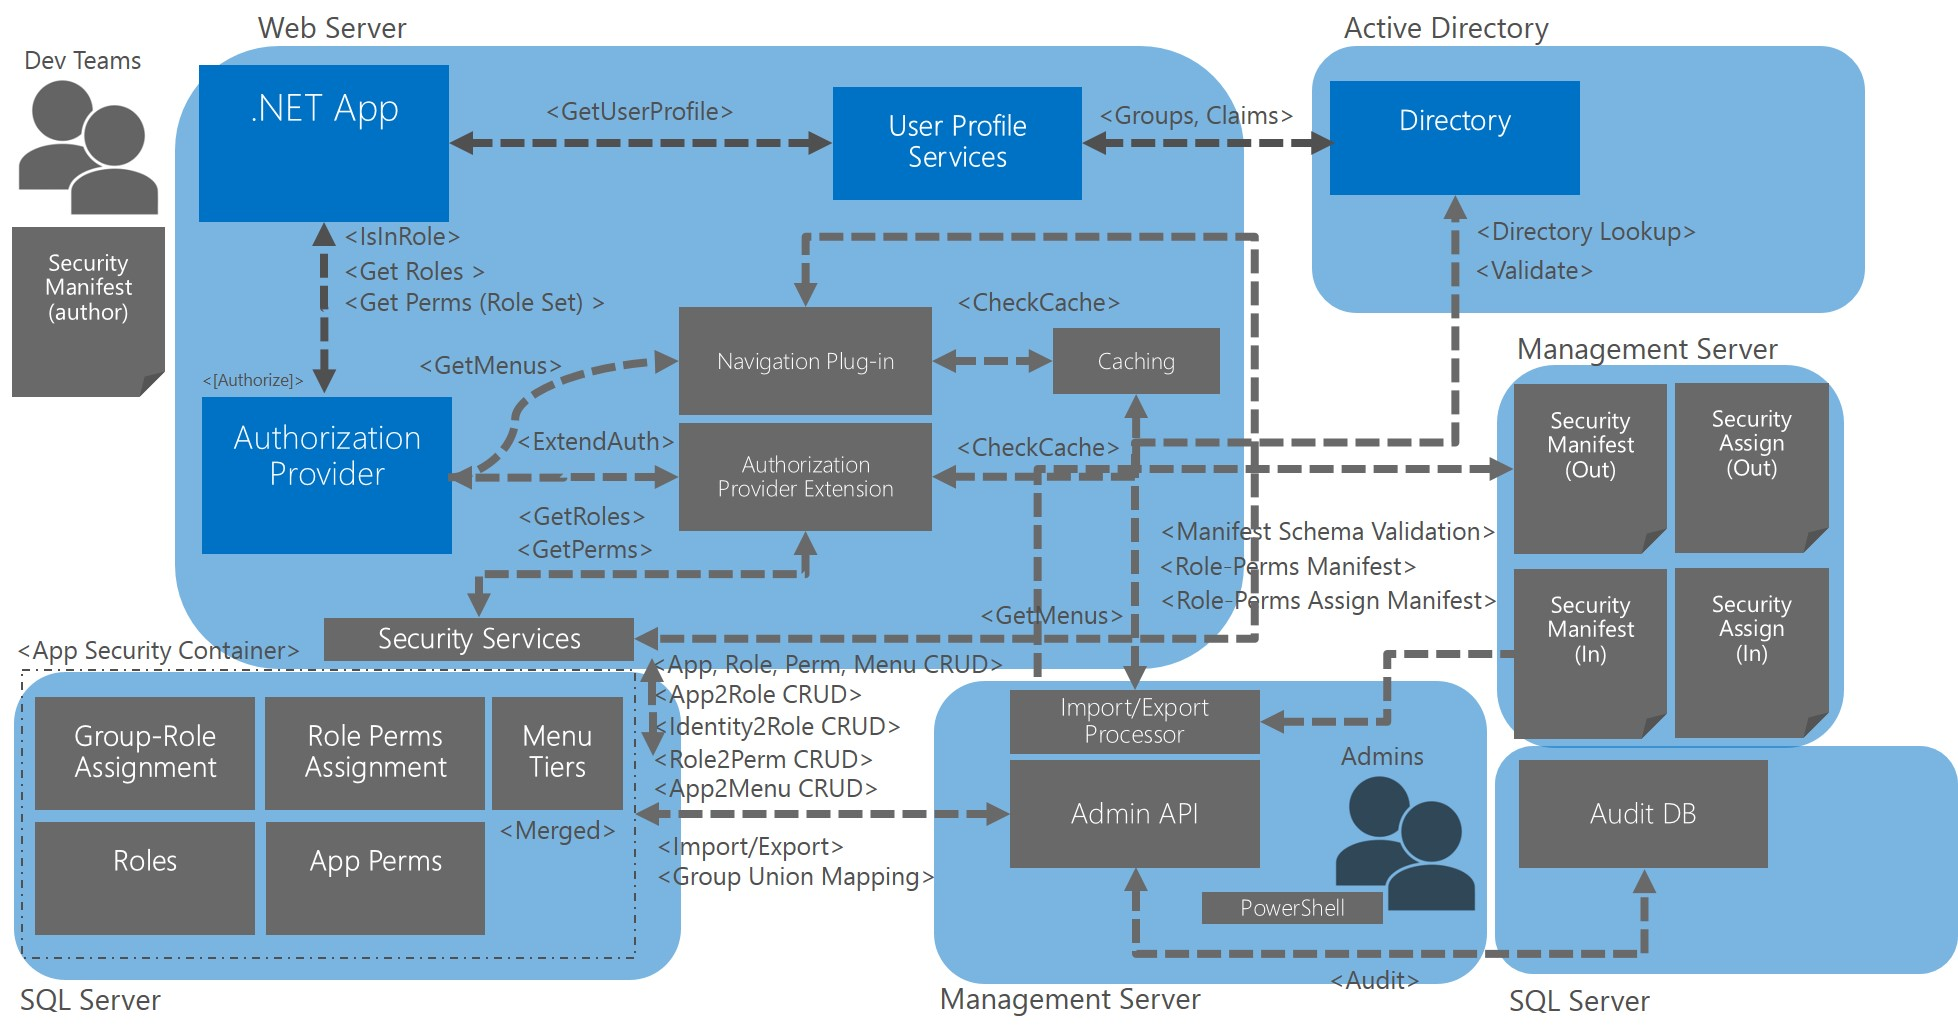 Web Server
Active Directory
Dev Teams
.NET App
<GetUserProfile>
User Profile
Services
<Groups, Claims>
Directory
Security
Manifest
(author)
<IsInRole>
<Get Roles >
<Get Perms (Role Set) >
<Directory Lookup>
<Validate>
<CheckCache>
Navigation Plug-in
Caching
<GetMenus>
<[Authorize]>
Management Server
Authorization
Provider
<ExtendAuth>
Authorization
Provider Extension
<CheckCache>
Security
Manifest
(Out)
Security
Assign
(Out)
<GetRoles>
<GetPerms>
<Manifest Schema Validation>
<Role-Perms Manifest>
<Role-Perms Assign Manifest>
<GetMenus>
Security
Manifest
(In)
Security
Assign
(In)
Security Services
<App Security Container>
<App, Role, Perm, Menu CRUD>
<App2Role CRUD>
<Identity2Role CRUD>
<Role2Perm CRUD>
<App2Menu CRUD>
Group-Role
Assignment
Role Perms
Assignment
Menu
Tiers
Import/Export
Processor
Admins
<Merged>
Roles
App Perms
<Import/Export>
<Group Union Mapping>
Admin API
Audit DB
PowerShell
<Audit>
SQL Server
Management Server
SQL Server